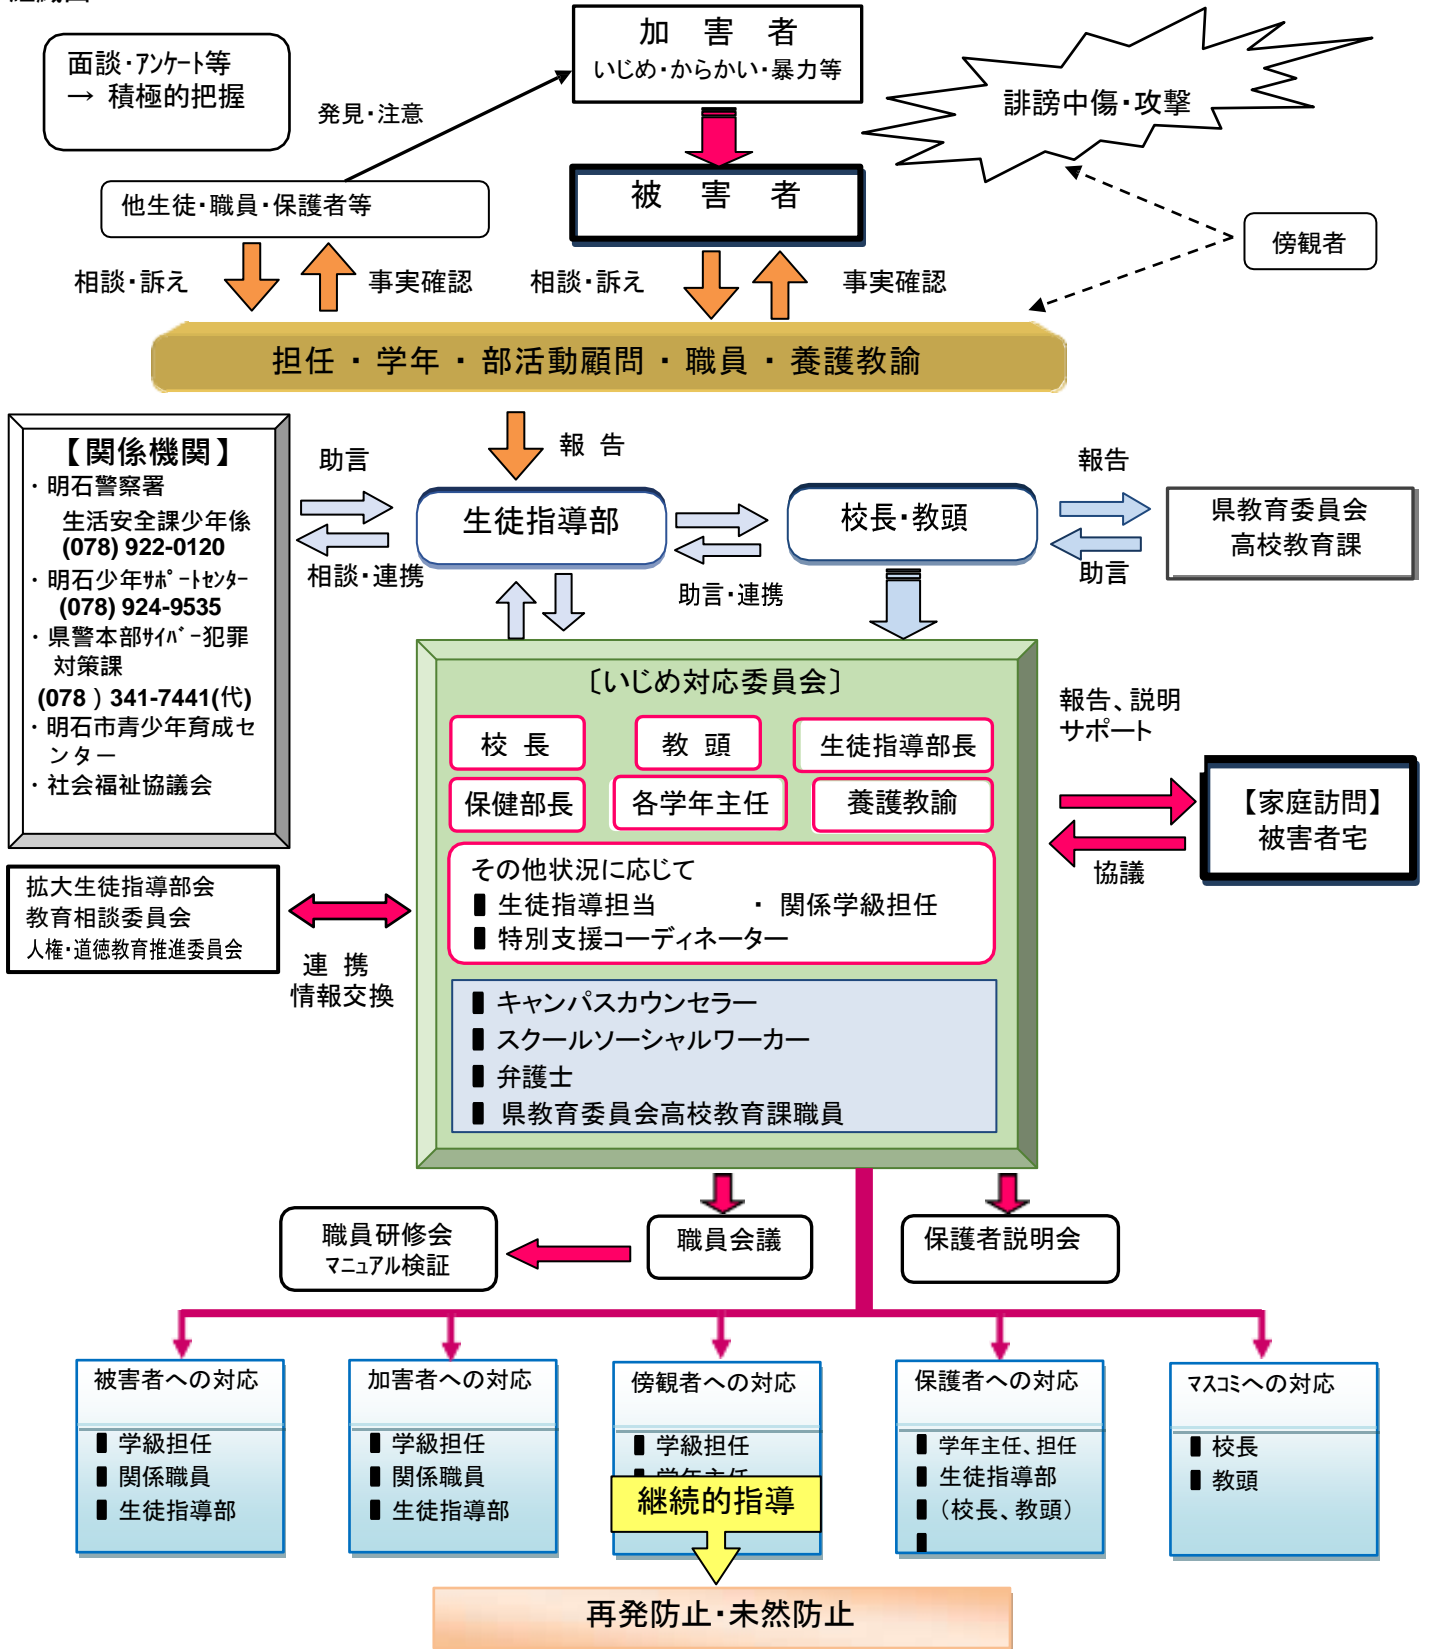 加 害 者
いじめ・からかい・暴力等
面談・アンケート等
→ 積極的把握
発見・注意
誹謗中傷・攻撃
他生徒・職員・保護者等
被 害 者
傍観者
相談・訴え
事実確認
相談・訴え
事実確認
担任 ・ 学年 ・ 部活動顧問 ・ 職員 ・ 養護教諭
報 告
【関係機関】
・明石警察署
生活安全課少年係
(078) 922-0120
・明石少年サポートセンター
(078) 924-9535
・県警本部サイバー犯罪
対策課
(078 ) 341-7441(代)
・明石市青少年育成セ
ンター
・社会福祉協議会
助言
相談・連携
生徒指導部
助言・連携
校長・教頭
報告
助言
県教育委員会
高校教育課
〔いじめ対応委員会〕
校 長
教 頭
生徒指導部長
保健部長
各学年主任
養護教諭
その他状況に応じて
生徒指導担当 ・ 関係学級担任
特別支援コーディネーター
キャンパスカウンセラー
スクールソーシャルワーカー
弁護士
県教育委員会高校教育課職員
報告、説明
サポート
【家庭訪問】
被害者宅
協議
拡大生徒指導部会
教育相談委員会
人権・道徳教育推進委員会
連 携
情報交換
職員研修会
マニュアル検証
職員会議
保護者説明会
被害者への対応
学級担任
関係職員
生徒指導部
加害者への対応
学級担任
関係職員
生徒指導部
傍観者への対応
学級担任
学年主任
継続的指導
保護者への対応
学年主任、担任
生徒指導部
（校長、教頭）
マスコミへの対応
校長
教頭
再発防止・未然防止